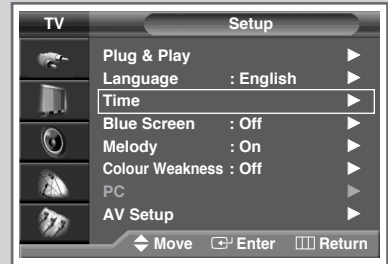 TV Setup
Plug & Play
Language : English
Time
Blue Screen : Off
Melody : On
Colour Weakness : Off
PC
AV Setup
Move Enter Return